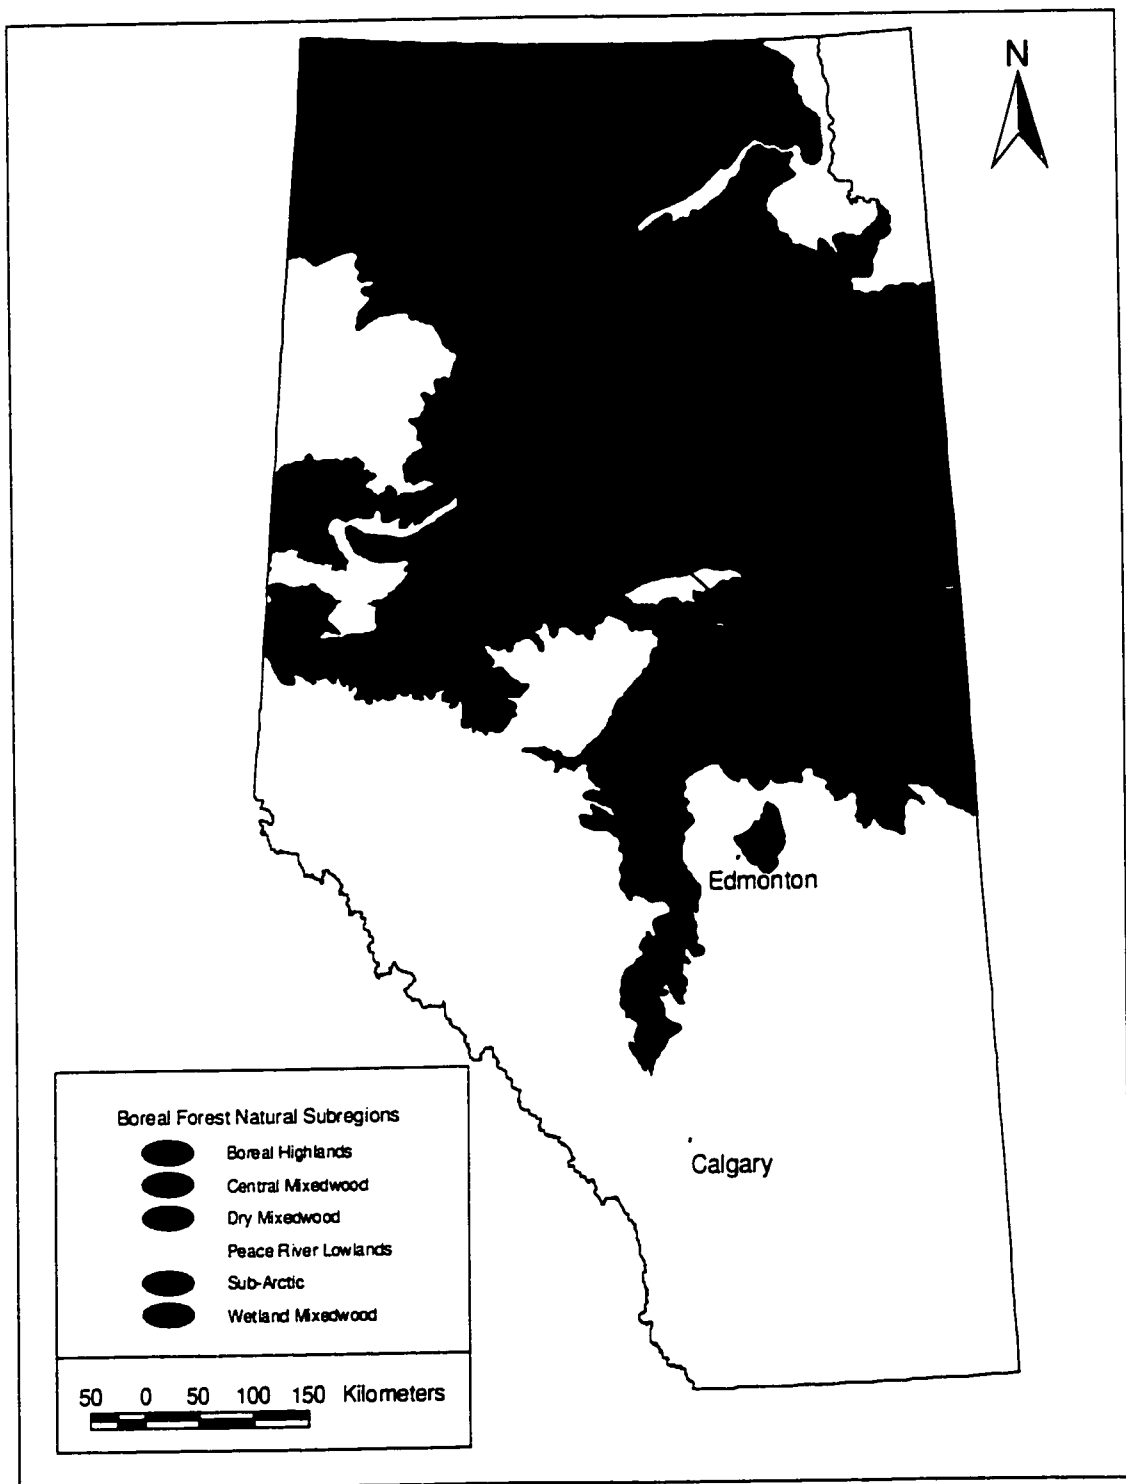 N
Edmonton
Calgary
Boreal Forest Natural Subregions
Boreal Highlands
Central Mixedwood
Dry Mixedwood
Peace River Lowlands
Sub-Arctic
Wetland Mixedwood
50 0 50 100 150 Kilometers